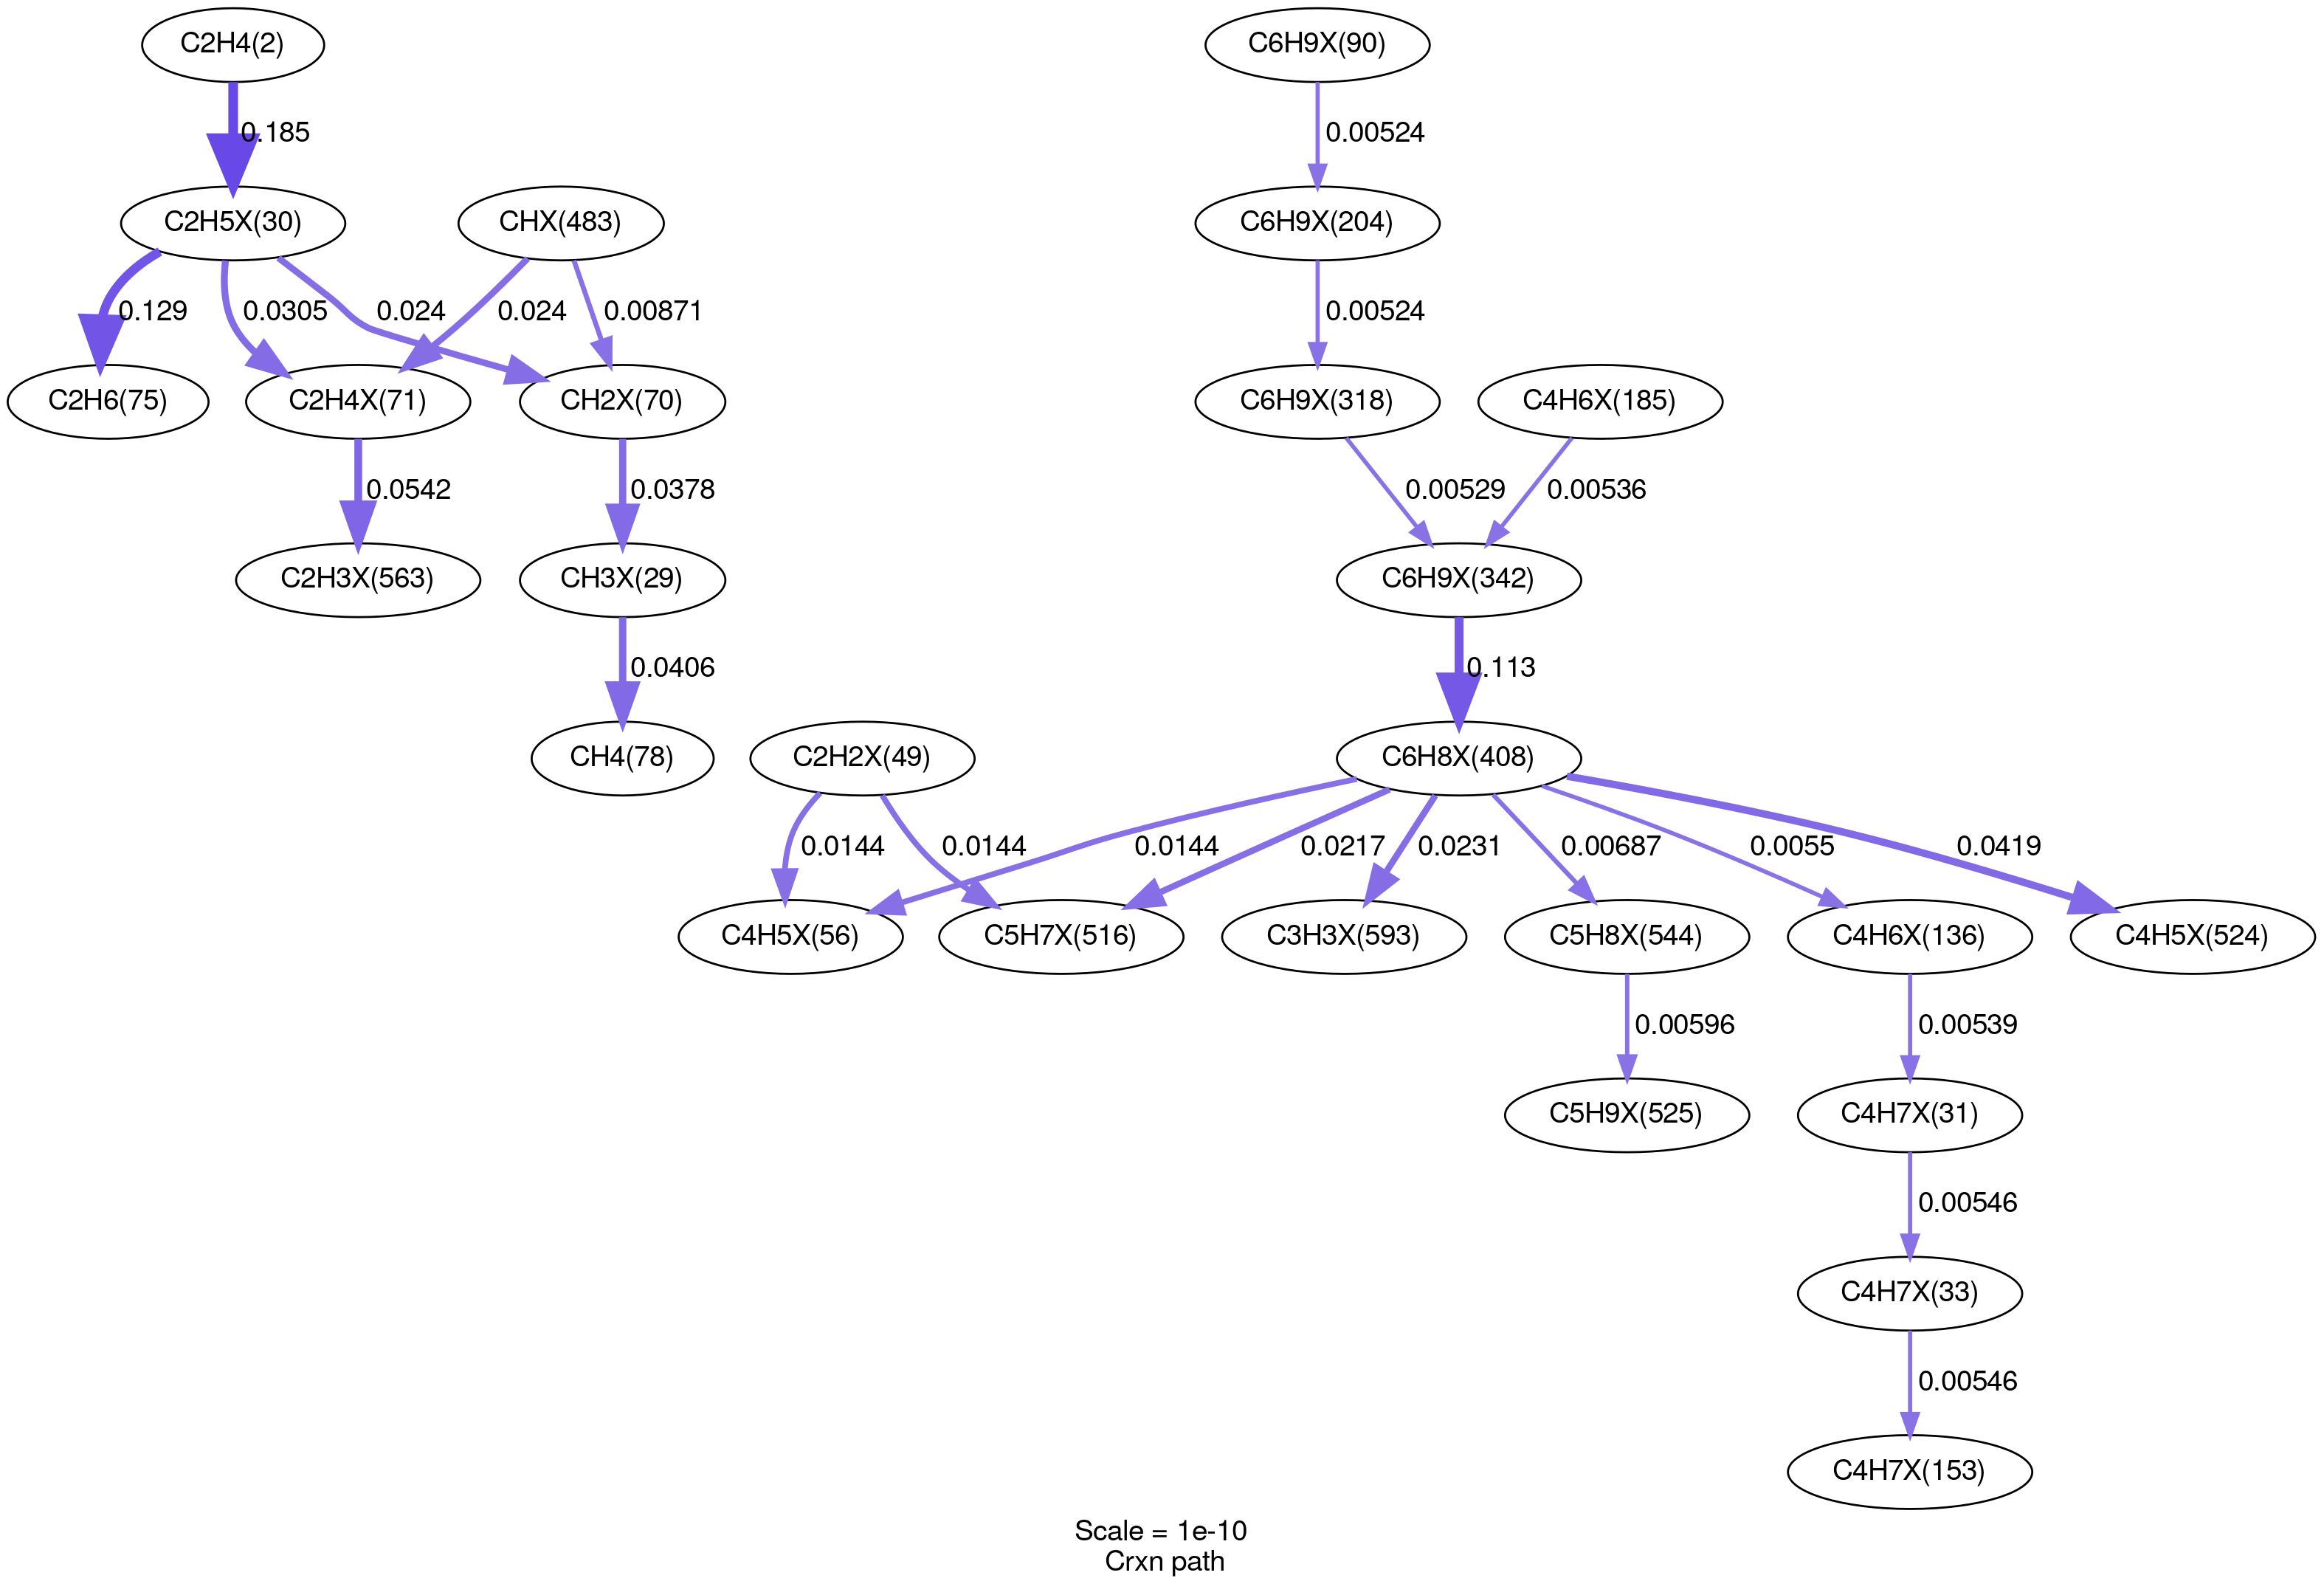 C2H4(2)
C6H9X(90)
0.185
0.00524
C2H5X(30)
CHX(483)
C6H9X(204)
0.129
0.0305
0.024
0.024
0.00871
0.00524
C2H6(75)
C2H4X(71)
CH2X(70)
C6H9X(318)
C4H6X(185)
0.0542
0.0378
0.00529
0.00536
C2H3X(563)
CH3X(29)
C6H9X(342)
0.0406
0.113
CH4(78)
C2H2X(49)
C6H8X(408)
0.0144
0.0144
0.0144
0.0217
0.0231
0.00687
0.0055
0.0419
C4H5X(56)
C5H7X(516)
C3H3X(593)
C5H8X(544)
C4H6X(136)
C4H5X(524)
0.00596
0.00539
C5H9X(525)
C4H7X(31)
0.00546
C4H7X(33)
0.00546
C4H7X(153)
Scale = 1e-10
Crxn path